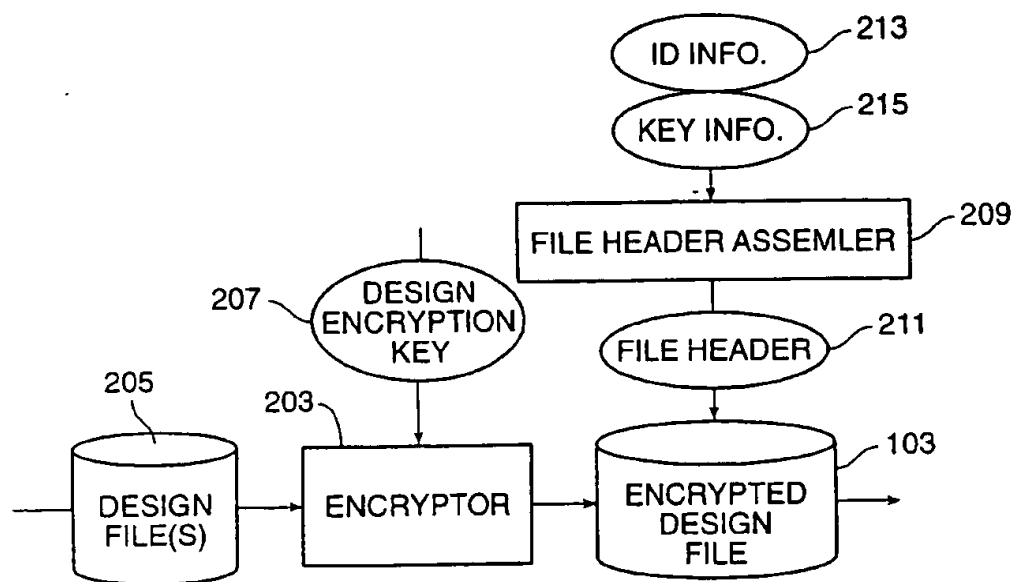 213
ID INFO.
215
KEY INFO.
209
FILE HEADER ASSEMLER
207
DESIGN
ENCRYPTION
KEY
211
FILE HEADER
205
203
103
DESIGN
FILE(S)
ENCRYPTOR
ENCRYPTED
DESIGN
FILE